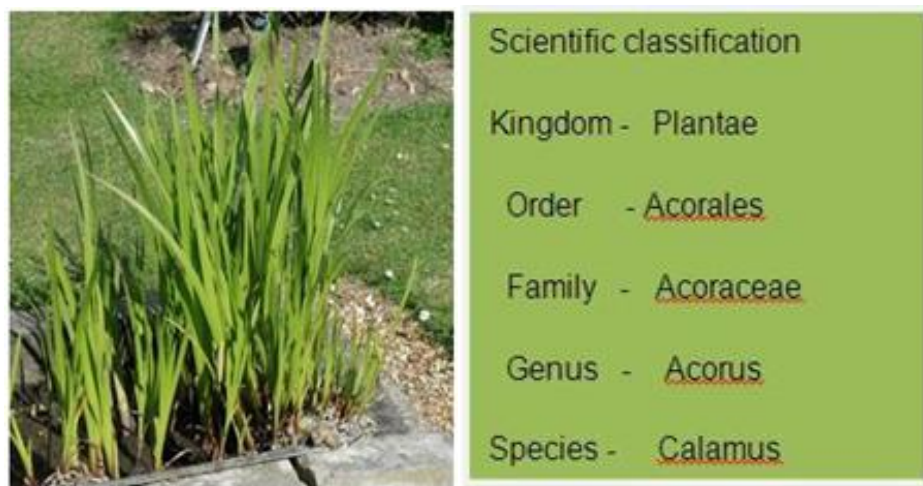 Scientific classification
Kingdom - Plantae
Order - Acorales
Family - Acoraceae
Genus - Acorus
Species - Calamus